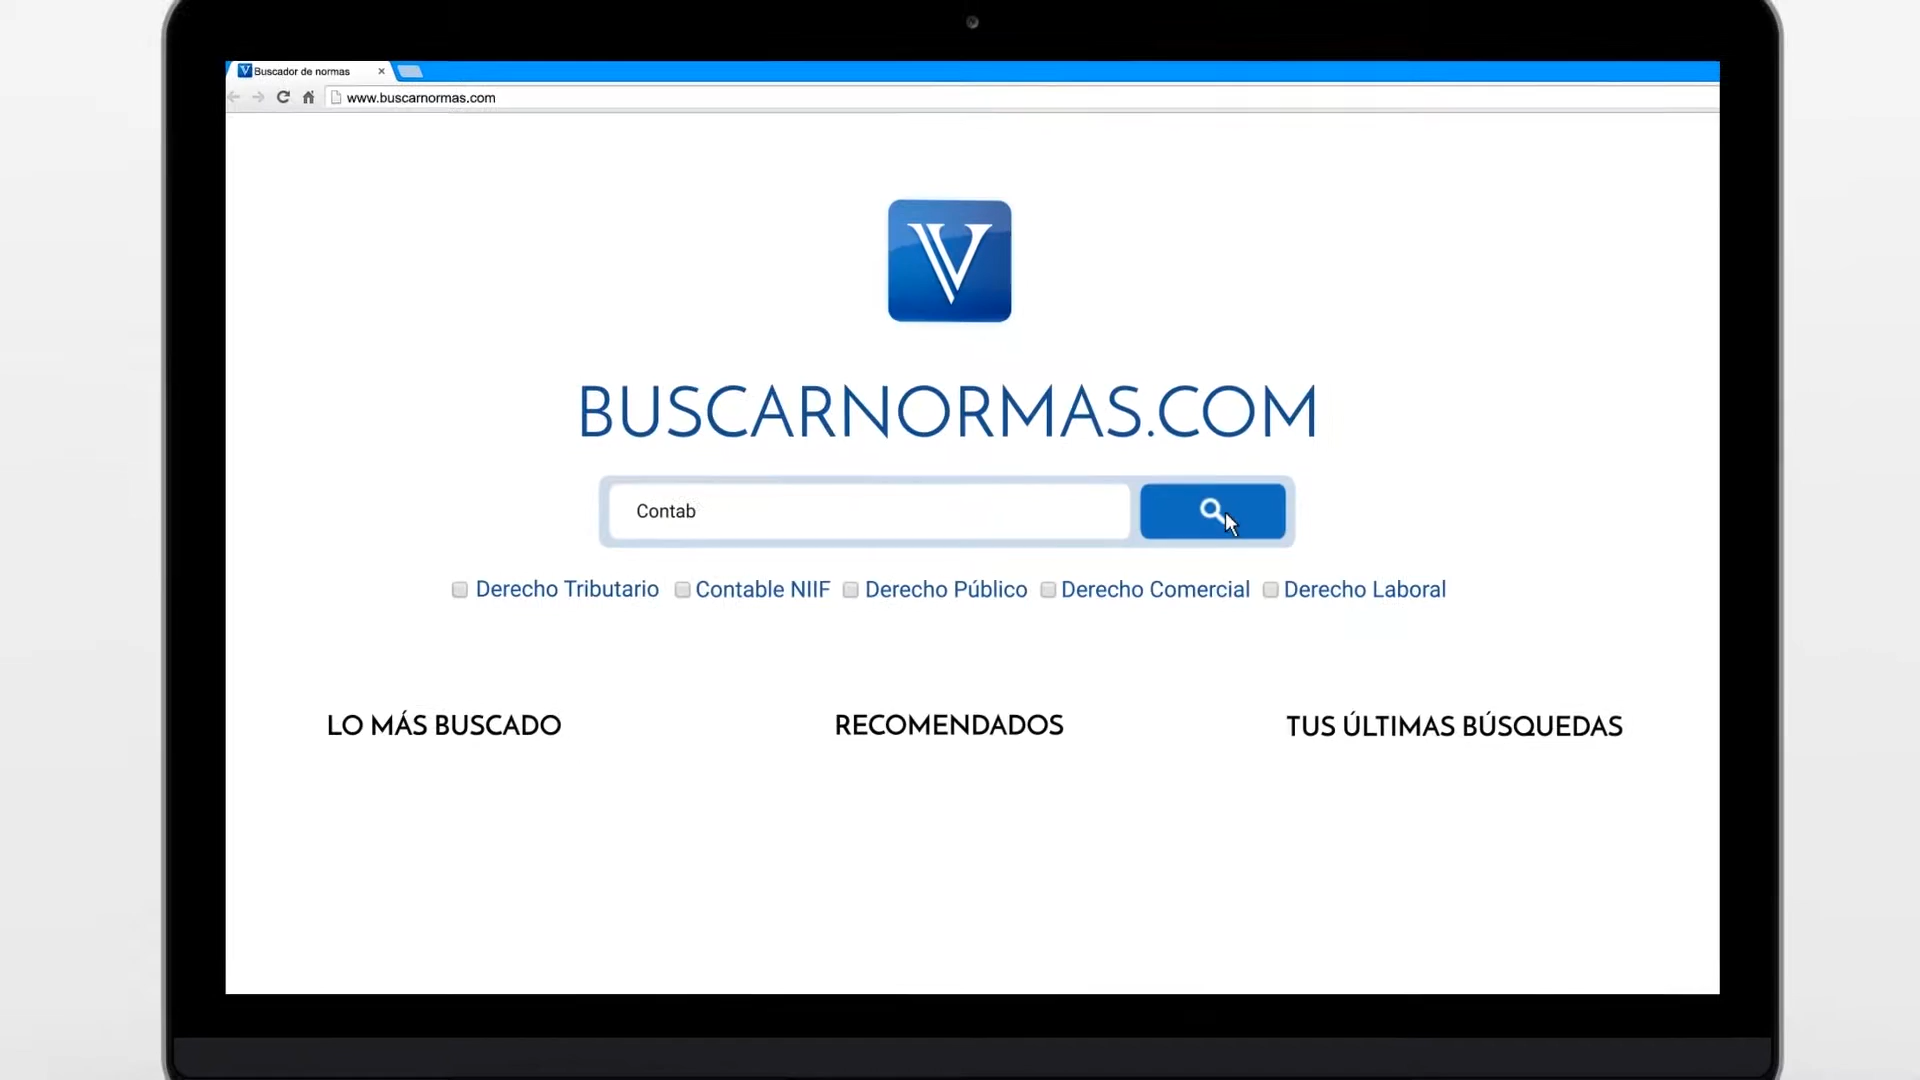 Buscador de normas
www.buscarnormas.com
V
BUSCARNORMAS.COM
Contab
Derecho Tributario Contable NIIF Derecho Público Derecho Comercial Derecho Laboral
LO MÁS BUSCADO RECOMENDADOS TUS ÚLTIMAS BÚSQUEDAS